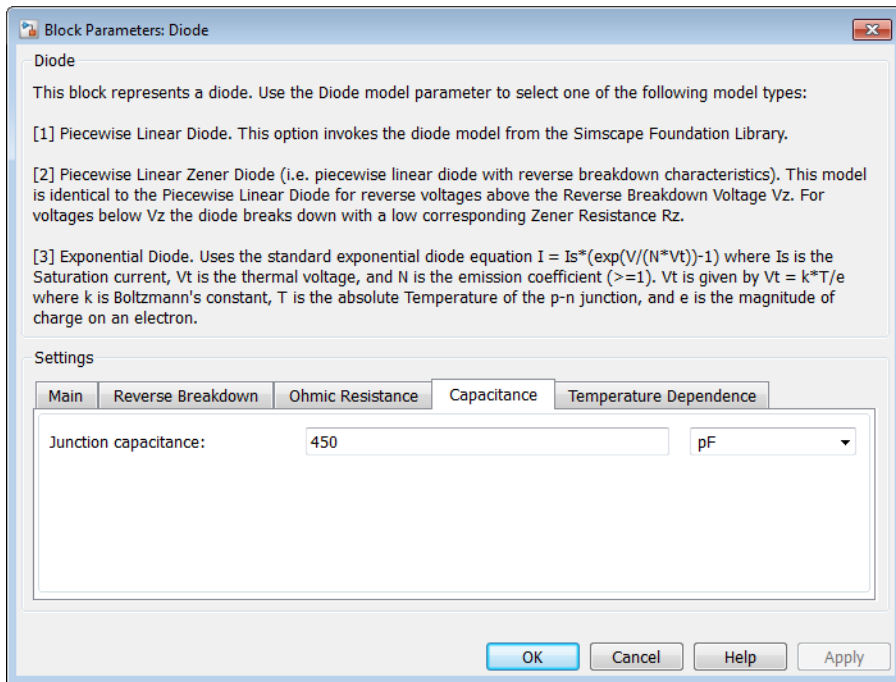 Block Parameters: Diode
Diode
This block represents a diode. Use the Diode model parameter to select one of the following model types:
[1] Piecewise Linear Diode. This option invokes the diode model from the Simscape Foundation Library.
[2] Piecewise Linear Zener Diode (i.e. piecewise linear diode with reverse breakdown characteristics). This model
is identical to the Piecewise Linear Diode for reverse voltages above the Reverse Breakdown Voltage Vz. For
voltages below Vz the diode breaks down with a low corresponding Zener Resistance Rz.
[3] Exponential Diode. Uses the standard exponential diode equation I = Is*(exp(V/(N*Vt))-1) where Is is the
Saturation current, Vt is the thermal voltage, and N is the emission coefficient (>=1). Vt is given by Vt = k*T/e
where k is Boltzmann's constant, T is the absolute Temperature of the p-n junction, and e is the magnitude of
charge on an electron.
Settings
Main Reverse Breakdown Ohmic Resistance Capacitance Temperature Dependence
Junction capacitance: 450 pF
OK Cancel Help Apply